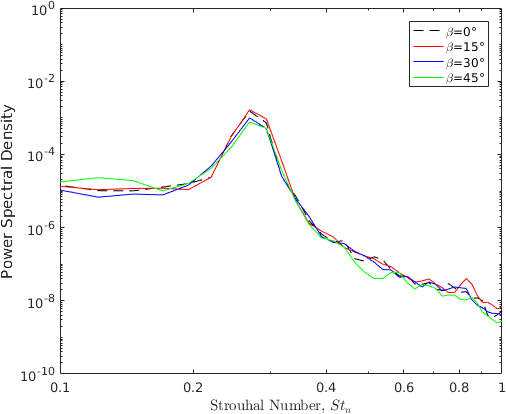 10^0
10^-2
10^-4
10^-6
10^-8
10^-10
Power Spectral Density
β=0°
β=15°
β=30°
β=45°
0.1 0.2 0.4 0.6 0.8 1
Strouhal Number, St_n